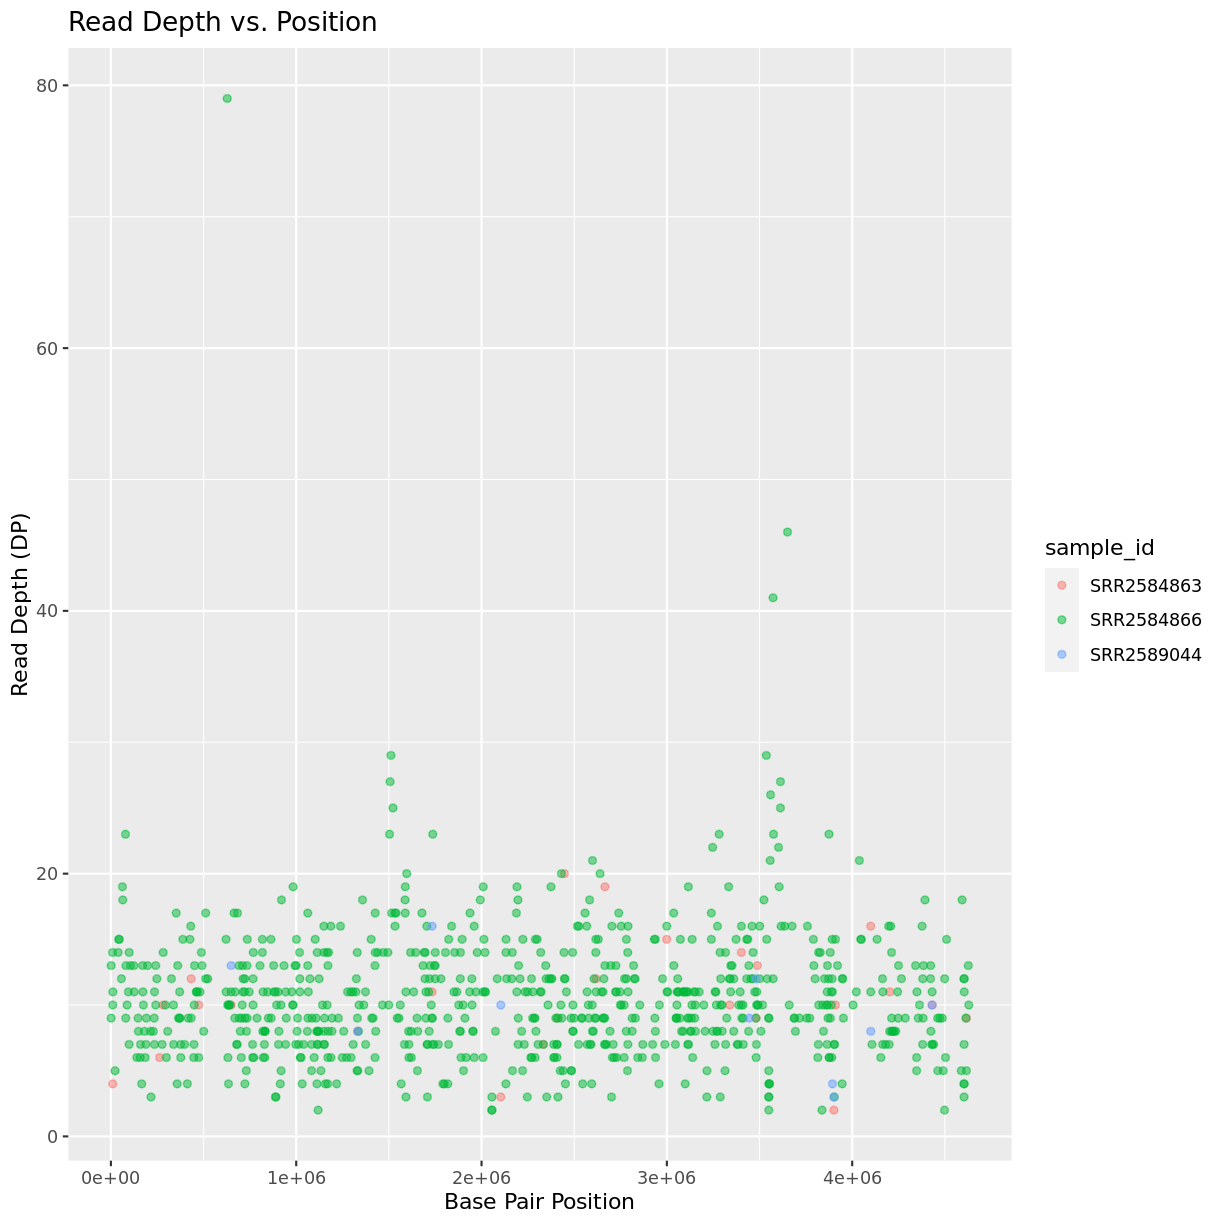 Read Depth vs. Position
80
60
40
20
0
Read Depth (DP)
0e+00 1e+06 2e+06 3e+06 4e+06
Base Pair Position
sample_id
SRR2584863
SRR2584866
SRR2589044